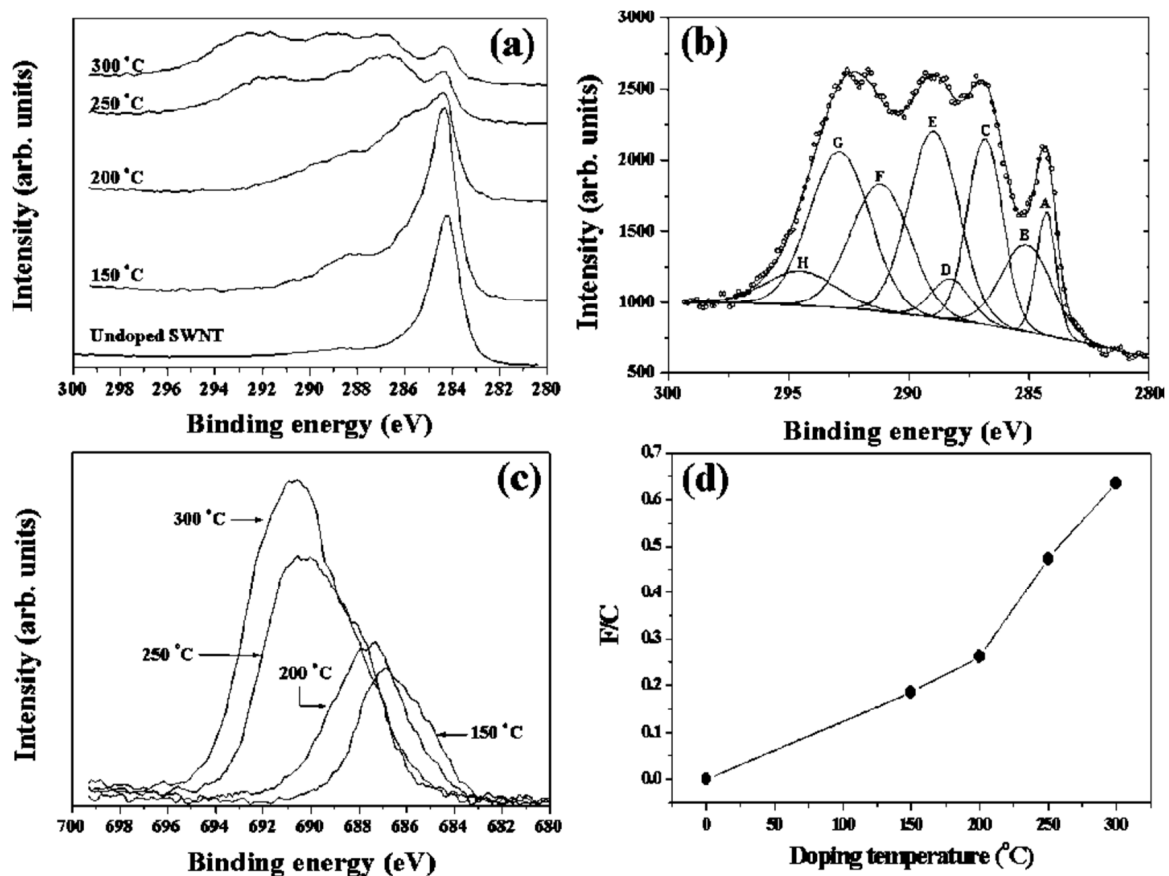 (a)
300 °C
250 °C
200 °C
150 °C
Undoped SWNT
Intensity (arb. units)
300 298 296 294 292 290 288 286 284 282 280
Binding energy (eV)
(b)
3000
2500
2000
1500
1000
500
G
E
C
F
A
B
D
H
Intensity (arb. units)
300 295 290 285 2800
Binding energy (eV)
(c)
300 °C
250 °C
200 °C
150 °C
Intensity (arb. units)
700 698 696 694 692 690 688 686 684 682 680
Binding energy (eV)
(d)
0.7
0.6
0.5
0.4
0.3
0.2
0.1
0.0
F/C
0 50 100 150 200 250 300
Doping temperature (°C)